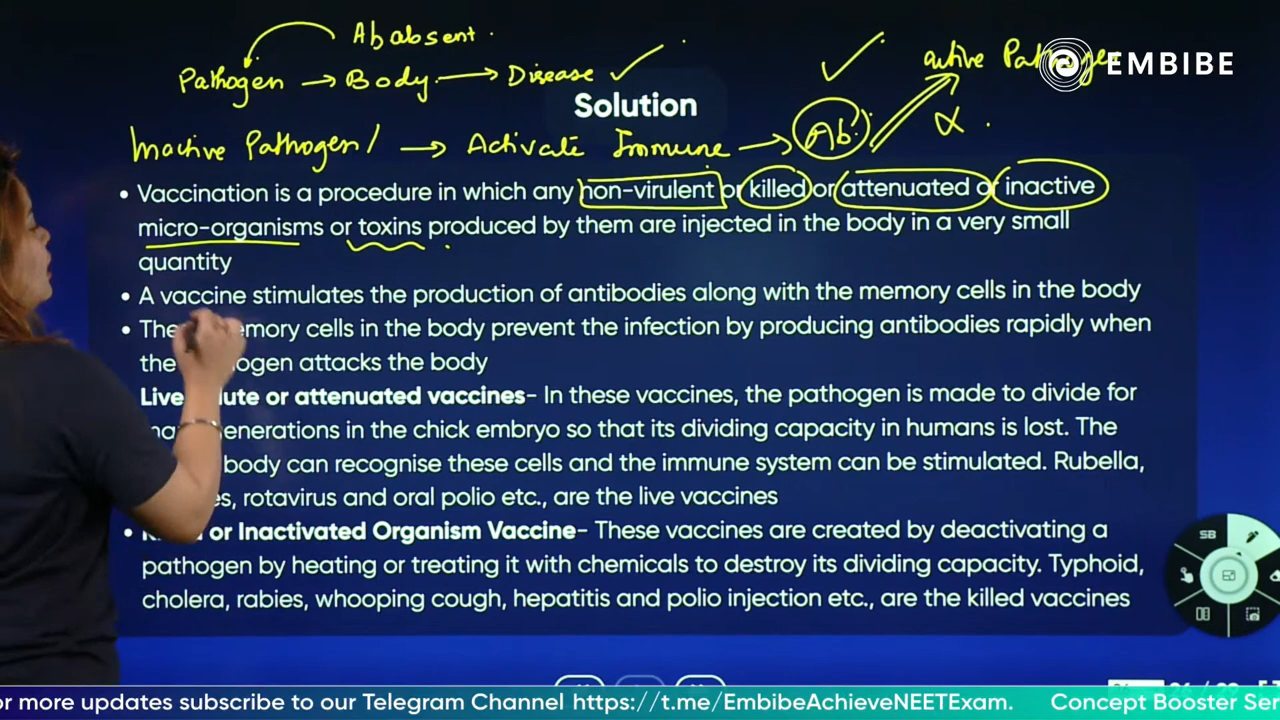 Ab absent.
Pathogen → Body → Disease ✓
✓
active
EMBIBE
Solution
Inactive Pathogen / → Activate Immune → Ab. α.
• Vaccination is a procedure in which any non-virulent or killed or attenuated or inactive
micro-organisms or toxins produced by them are injected in the body in a very small
quantity
• A vaccine stimulates the production of antibodies along with the memory cells in the body
• cells in the body prevent the infection by producing antibodies rapidly when
attacks the body
or attenuated vaccines- In these vaccines, the pathogen is made to divide for
in the chick embryo so that its dividing capacity in humans is lost. The
body can recognise these cells and the immune system can be stimulated. Rubella,
rotavirus and oral polio etc., are the live vaccines
• or Inactivated Organism Vaccine- These vaccines are created by deactivating a
pathogen by heating or treating it with chemicals to destroy its dividing capacity. Typhoid,
cholera, rabies, whooping cough, hepatitis and polio injection etc., are the killed vaccines
SB
or more updates subscribe to our Telegram Channel https://t.me/EmbibeAchieveNEETExam. Concept Booster Ser